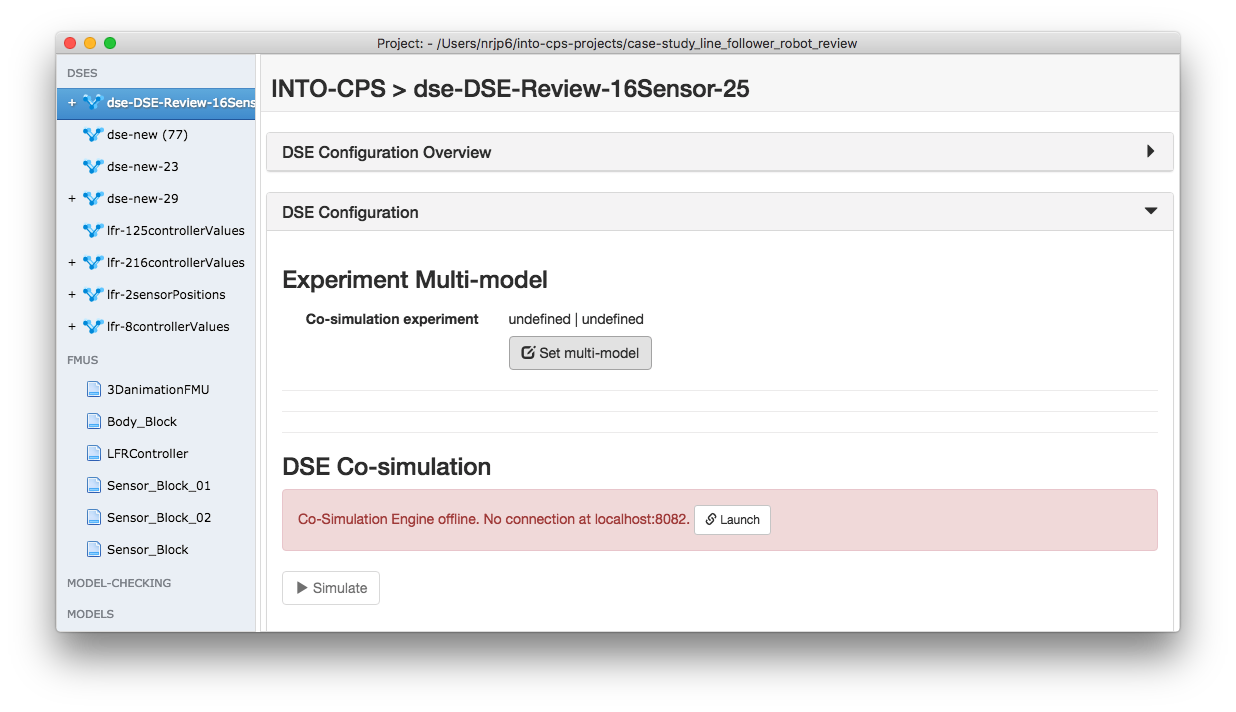 Project: - /Users/nrjp6/into-cps-projects/case-study_line_follower_robot_review
DSES
+ dse-DSE-Review-16Sens
dse-new (77)
dse-new-23
+ dse-new-29
lfr-125controllerValues
+ lfr-216controllerValues
+ lfr-2sensorPositions
+ lfr-8controllerValues
FMUS
3DanimationFMU
Body_Block
LFRController
Sensor_Block_01
Sensor_Block_02
Sensor_Block
MODEL-CHECKING
MODELS
INTO-CPS > dse-DSE-Review-16Sensor-25
DSE Configuration Overview
DSE Configuration
Experiment Multi-model
Co-simulation experiment undefined | undefined
Set multi-model
DSE Co-simulation
Co-Simulation Engine offline. No connection at localhost:8082. Launch
Simulate